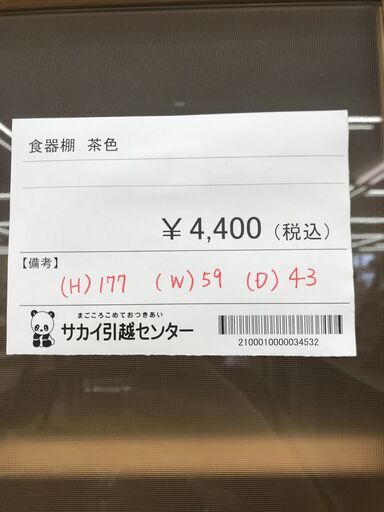 食器棚 茶色
￥4,400（税込）
【備考】
(H) 177 (W) 59 (D) 43
まごころこめておつきあい
サカイ引越センター
2100010000034532